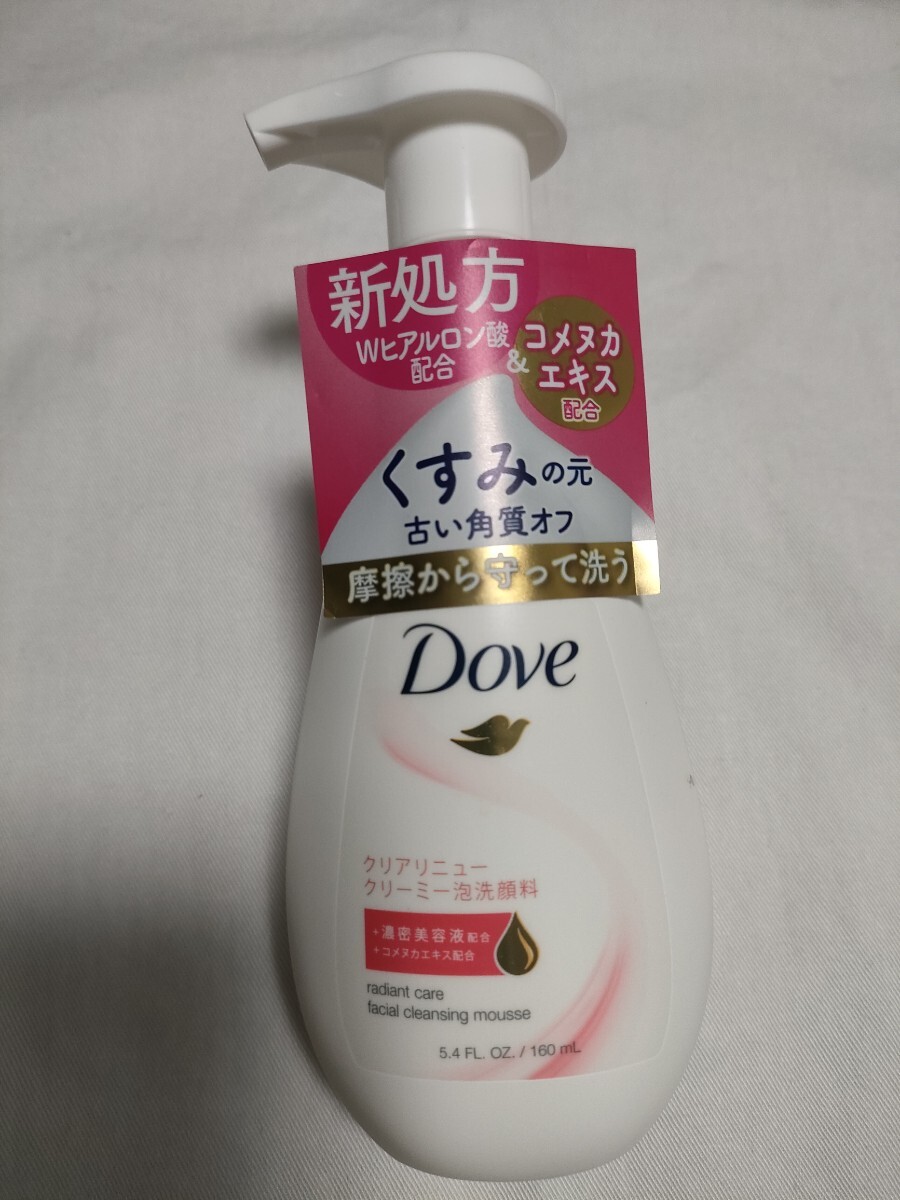 新処方
Wヒアルロン酸
配合
&
コメヌカ
エキス
配合
くすみの元
古い角質オフ
摩擦から守って洗う
Dove
クリアリニュー
クリーミー泡洗顔料
+濃密美容液配合
+コメヌカエキス配合
radiant care
facial cleansing mousse
5.4 FL. OZ. / 160 mL